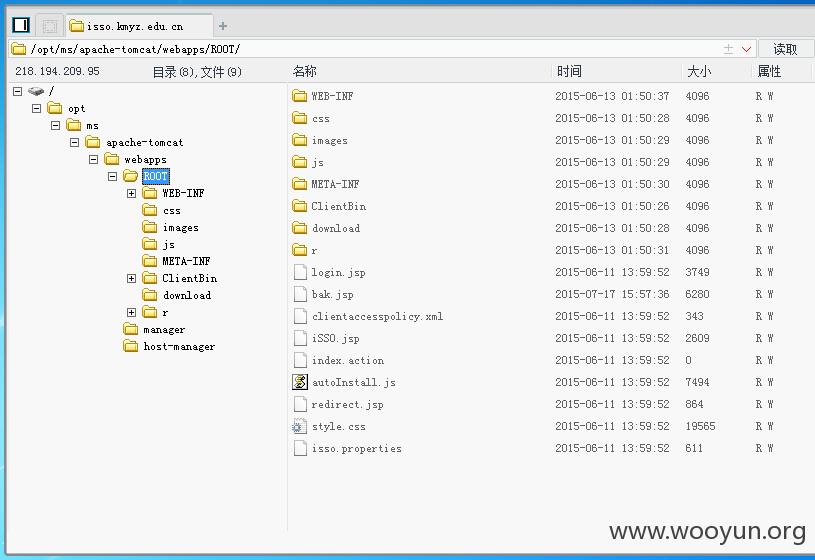 isso.kmyz.edu.cn
/opt/ms/apache-tomcat/webapps/ROOT/ 读取
218.194.209.95 目录(8),文件(9) 名称 时间 大小 属性
/
opt
ms
apache-tomcat
webapps
ROOT
WEB-INF
css
images
js
META-INF
ClientBin
download
r
manager
host-manager
WEB-INF 2015-06-13 01:50:37 4096 R W
css 2015-06-13 01:50:28 4096 R W
images 2015-06-13 01:50:29 4096 R W
js 2015-06-13 01:50:29 4096 R W
META-INF 2015-06-13 01:50:30 4096 R W
ClientBin 2015-06-13 01:50:26 4096 R W
download 2015-06-13 01:50:28 4096 R W
r 2015-06-13 01:50:31 4096 R W
login.jsp 2015-06-11 13:59:52 3749 R W
bak.jsp 2015-07-17 15:57:36 6280 R W
clientaccesspolicy.xml 2015-06-11 13:59:52 343 R W
iSSO.jsp 2015-06-11 13:59:52 2609 R W
index.action 2015-06-11 13:59:52 0 R W
autoInstall.js 2015-06-11 13:59:52 7494 R W
redirect.jsp 2015-06-11 13:59:52 864 R W
style.css 2015-06-11 13:59:52 19565 R W
isso.properties 2015-06-11 13:59:52 611 R W
www.wooyun.org